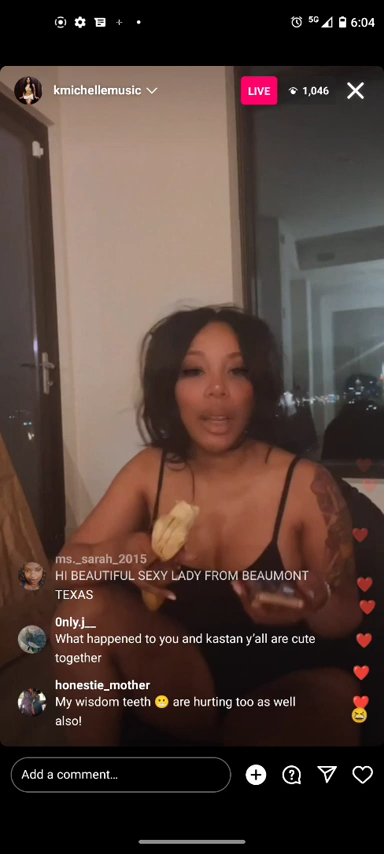 5G 6:04
kmichellemusic LIVE 1,046
ms._sarah_2015
HI BEAUTIFUL SEXY LADY FROM BEAUMONT
TEXAS
0nly.j__
What happened to you and kastan y'all are cute
together
honestie_mother
My wisdom teeth 😬 are hurting too as well
also!
Add a comment...